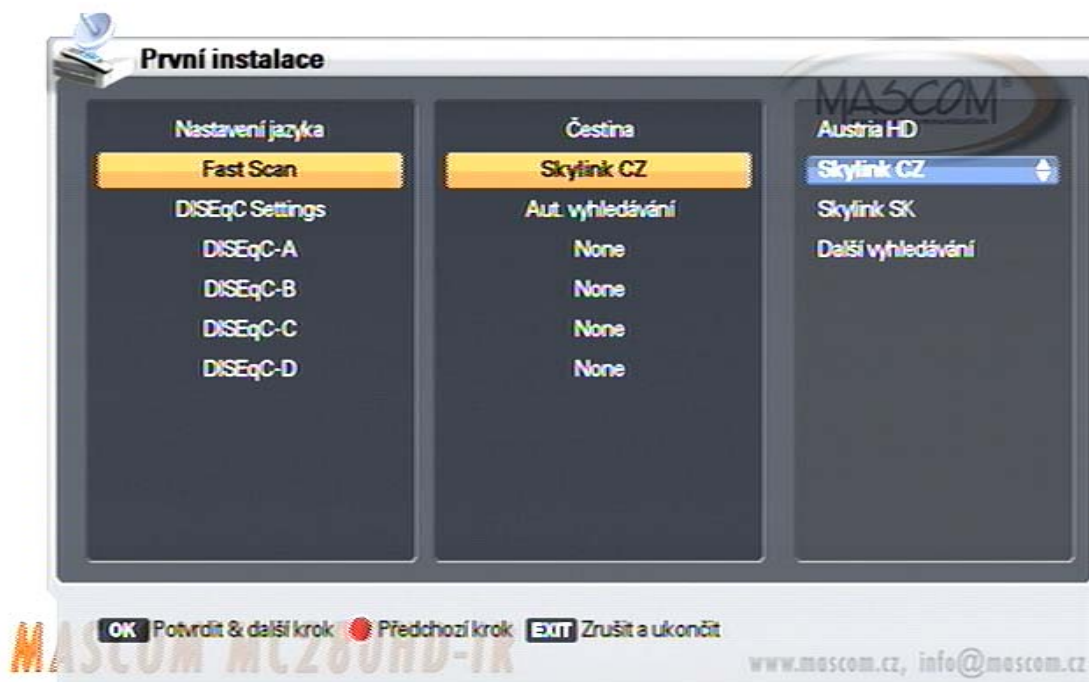 První instalace
MASCOM
Nastavení jazyka Čestina Austria HD
Fast Scan Skylink CZ Skylink CZ
DISEqC Settings Aut. vyhledávání Skylink SK
DISEqC-A None Další vyhledávání
DISEqC-B None
DISEqC-C None
DISEqC-D None
OK Potvrdit & další krok Předchozí krok EXIT Zrušit a ukončit
MASCOM MC280HD-IR
www.mascom.cz, info@mascom.cz